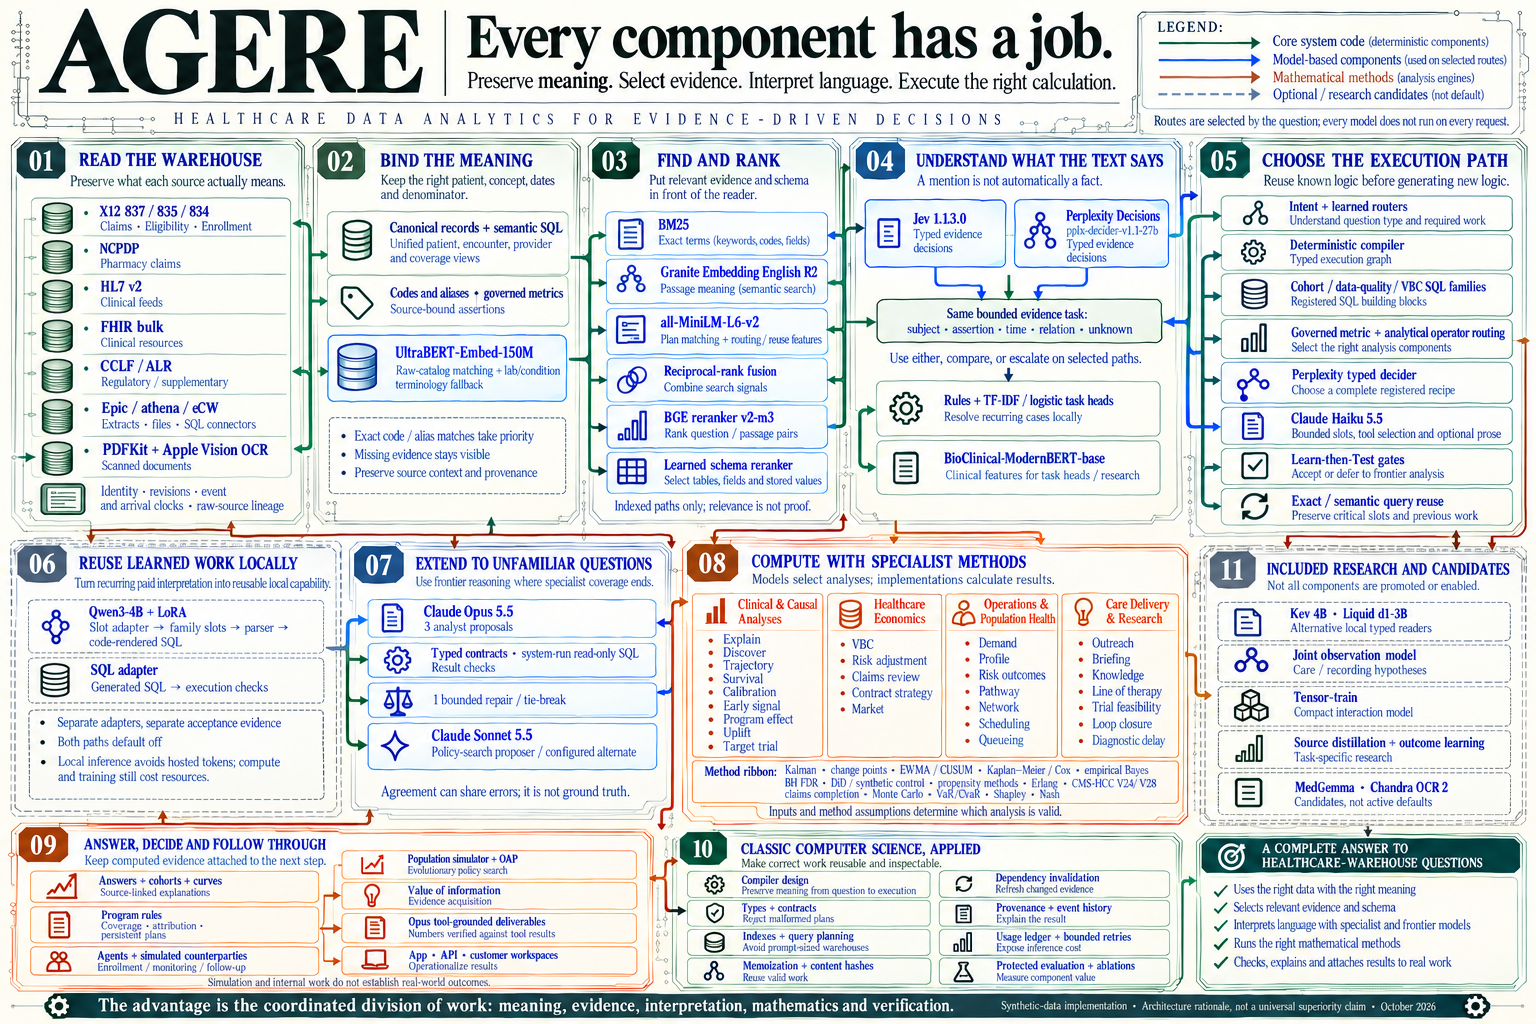 AGERE
Every component has a job.
Preserve meaning. Select evidence. Interpret language. Execute the right calculation.
HEALTHCARE DATA ANALYTICS FOR EVIDENCE-DRIVEN DECISIONS
LEGEND:
Core system code (deterministic components)
Model-based components (used on selected routes)
Mathematical methods (analysis engines)
Optional / research candidates (not default)
Routes are selected by the question; every model does not run on every request.
01 READ THE WAREHOUSE
Preserve what each source actually means.
• X12 837 / 835 / 834
Claims • Eligibility • Enrollment
• NCPDP
Pharmacy claims
• HL7 v2
Clinical feeds
• FHIR bulk
Clinical resources
• CCLF / ALR
Regulatory / supplementary
• Epic / athena / eCW
Extracts • files • SQL connectors
• PDFKit + Apple Vision OCR
Scanned documents
Identity • revisions • event
and arrival clocks • raw-source lineage
02 BIND THE MEANING
Keep the right patient, concept, dates
and denominator.
Canonical records + semantic SQL
Unified patient, encounter, provider
and coverage views
Codes and aliases • governed metrics
Source-bound assertions
UltraBERT-Embed-150M
Raw-catalog matching + lab/condition
terminology fallback
• Exact code / alias matches take priority
• Missing evidence stays visible
• Preserve source context and provenance
03 FIND AND RANK
Put relevant evidence and schema
in front of the reader.
BM25
Exact terms (keywords, codes, fields)
Granite Embedding English R2
Passage meaning (semantic search)
all-MiniLM-L6-v2
Plan matching + routing / reuse features
Reciprocal-rank fusion
Combine search signals
BGE reranker v2-m3
Rank question / passage pairs
Learned schema reranker
Select tables, fields and stored values
Indexed paths only; relevance is not proof.
04 UNDERSTAND WHAT THE TEXT SAYS
A mention is not automatically a fact.
Jev 1.1.3.0
Typed evidence
decisions
Perplexity Decisions
pplx-decider-v1.1-27b
Typed evidence
decisions
Same bounded evidence task:
subject • assertion • time • relation • unknown
Use either, compare, or escalate on selected paths.
Rules + TF-IDF / logistic task heads
Resolve recurring cases locally
BioClinical-ModernBERT-base
Clinical features for task heads / research
05 CHOOSE THE EXECUTION PATH
Reuse known logic before generating new logic.
Intent + learned routers
Understand question type and required work
Deterministic compiler
Typed execution graph
Cohort / data-quality/ VBC SQL families
Registered SQL building blocks
Governed metric + analytical operator routing
Select the right analysis components
Perplexity typed decider
Choose a complete registered recipe
Claude Haiku 5.5
Bounded slots, tool selection and optional prose
Learn-then-Test gates
Accept or defer to frontier analysis
Exact / semantic query reuse
Preserve critical slots and previous work
06 REUSE LEARNED WORK LOCALLY
Turn recurring paid interpretation into reusable local capability.
Qwen3-4B + LoRA
Slot adapter → family slots → parser →
code-rendered SQL
SQL adapter
Generated SQL → execution checks
• Separate adapters, separate acceptance evidence
• Both paths default off
• Local inference avoids hosted tokens; compute
and training still cost resources.
07 EXTEND TO UNFAMILIAR QUESTIONS
Use frontier reasoning where specialist coverage ends.
Claude Opus 5.5
3 analyst proposals
Typed contracts • system-run read-only SQL
Result checks
1 bounded repair / tie-break
Claude Sonnet 5.5
Policy-search proposer / configured alternate
Agreement can share errors; it is not ground truth.
08 COMPUTE WITH SPECIALIST METHODS
Models select analyses; implementations calculate results.
Clinical & Causal
Analyses
• Explain
• Discover
• Trajectory
• Survival
• Calibration
• Early signal
• Program effect
• Uplift
• Target trial
Healthcare
Economics
• VBC
• Risk adjustment
• Claims review
• Contract strategy
• Market
Operations &
Population Health
• Demand
• Profile
• Risk outcomes
• Pathway
• Network
• Scheduling
• Queueing
Care Delivery
& Research
• Outreach
• Briefing
• Knowledge
• Line of therapy
• Trial feasibility
• Loop closure
• Diagnostic delay
Method ribbon: Kalman • change points • EWMA / CUSUM • Kaplan–Meier / Cox • empirical Bayes
BH FDR • DiD / synthetic control • propensity methods • Erlang • CMS-HCC V24/ V28
claims completion • Monte Carlo • VaR/CVaR • Shapley • Nash
Inputs and method assumptions determine which analysis is valid.
11 INCLUDED RESEARCH AND CANDIDATES
Not all components are promoted or enabled.
Kev 4B • Liquid d1-3B
Alternative local typed readers
Joint observation model
Care / recording hypotheses
Tensor-train
Compact interaction model
Source distillation + outcome learning
Task-specific research
MedGemma • Chandra OCR 2
Candidates, not active defaults
09 ANSWER, DECIDE AND FOLLOW THROUGH
Keep computed evidence attached to the next step.
Answers + cohorts + curves
Source-linked explanations
Program rules
Coverage • attribution •
persistent plans
Agents + simulated counterparties
Enrollment / monitoring / follow-up
Population simulator + OAP
Evolutionary policy search
Value of information
Evidence acquisition
Opus tool-grounded deliverables
Numbers verified against tool results
App • API • customer workspaces
Operationalize results
Simulation and internal work do not establish real-world outcomes.
10 CLASSIC COMPUTER SCIENCE, APPLIED
Make correct work reusable and inspectable.
Compiler design
Preserve meaning from question to execution
Types + contracts
Reject malformed plans
Indexes + query planning
Avoid prompt-sized warehouses
Memoization + content hashes
Reuse valid work
Dependency invalidation
Refresh changed evidence
Provenance + event history
Explain the result
Usage ledger + bounded retries
Expose inference cost
Protected evaluation + ablations
Measure component value
A COMPLETE ANSWER TO
HEALTHCARE-WAREHOUSE QUESTIONS
✓ Uses the right data with the right meaning
✓ Selects relevant evidence and schema
✓ Interprets language with specialist and frontier models
✓ Runs the right mathematical methods
✓ Checks, explains and attaches results to real work
The advantage is the coordinated division of work: meaning, evidence, interpretation, mathematics and verification.
Synthetic-data implementation • Architecture rationale, not a universal superiority claim • October 2026